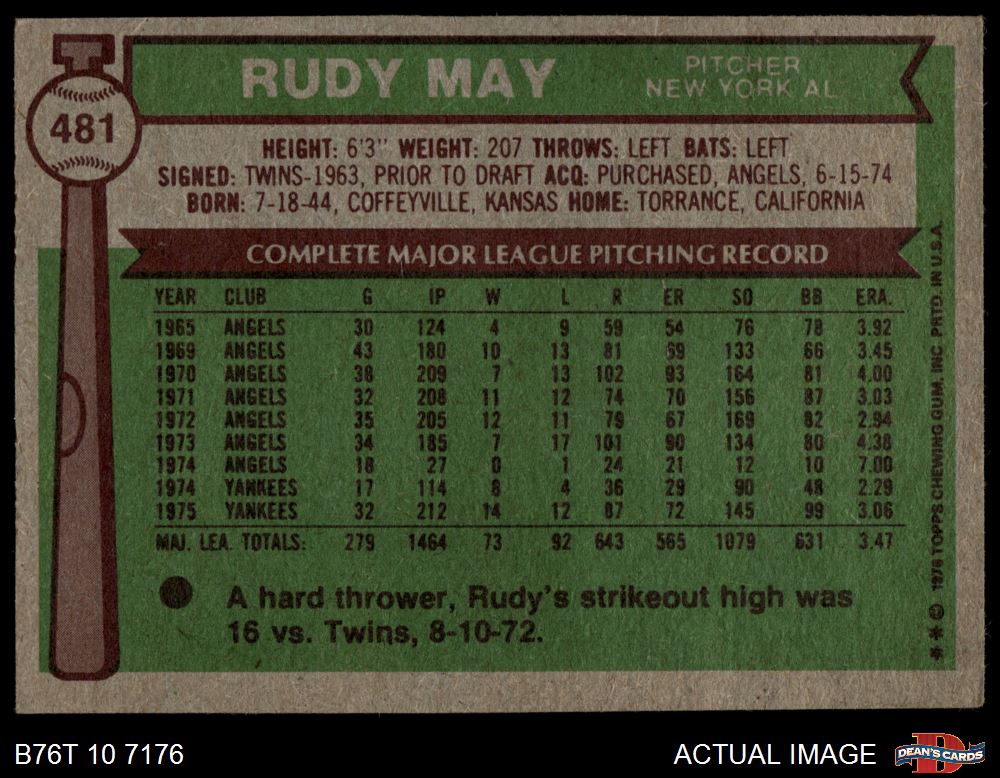 RUDY MAY
PITCHER
NEW YORK AL
481
HEIGHT: 6'3" WEIGHT: 207 THROWS: LEFT BATS: LEFT
SIGNED: TWINS-1963, PRIOR TO DRAFT ACQ: PURCHASED, ANGELS, 6-15-74
BORN: 7-18-44, COFFEYVILLE, KANSAS HOME: TORRANCE, CALIFORNIA
COMPLETE MAJOR LEAGUE PITCHING RECORD
YEAR CLUB G IP W L R ER SO BB ERA.
1965 ANGELS 30 124 4 9 59 54 76 78 3.92
1969 ANGELS 43 180 10 13 81 69 133 66 3.45
1970 ANGELS 38 209 7 13 102 93 164 81 4.00
1971 ANGELS 32 208 11 12 74 70 156 87 3.03
1972 ANGELS 35 205 12 11 79 67 169 82 2.94
1973 ANGELS 34 185 7 17 101 90 134 80 4.38
1974 ANGELS 18 27 0 1 24 21 12 10 7.00
1974 YANKEES 17 114 8 4 36 29 90 48 2.29
1975 YANKEES 32 212 14 12 87 72 145 99 3.06
MAJ. LEA. TOTALS: 279 1464 73 92 643 565 1079 631 3.47
A hard thrower, Rudy's strikeout high was
16 vs. Twins, 8-10-72.
** © 1976 TOPPS CHEWING GUM, INC. PRTD. IN U.S.A.
B76T 10 7176
ACTUAL IMAGE
DEAN'S CARDS